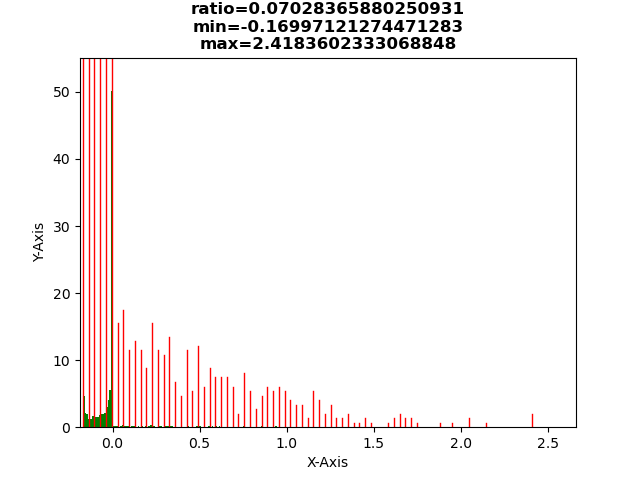 ratio=0.07028365880250931
min=-0.16997121274471283
max=2.4183602333068848
50
40
30
20
10
0
Y-Axis
0.0 0.5 1.0 1.5 2.0 2.5
X-Axis